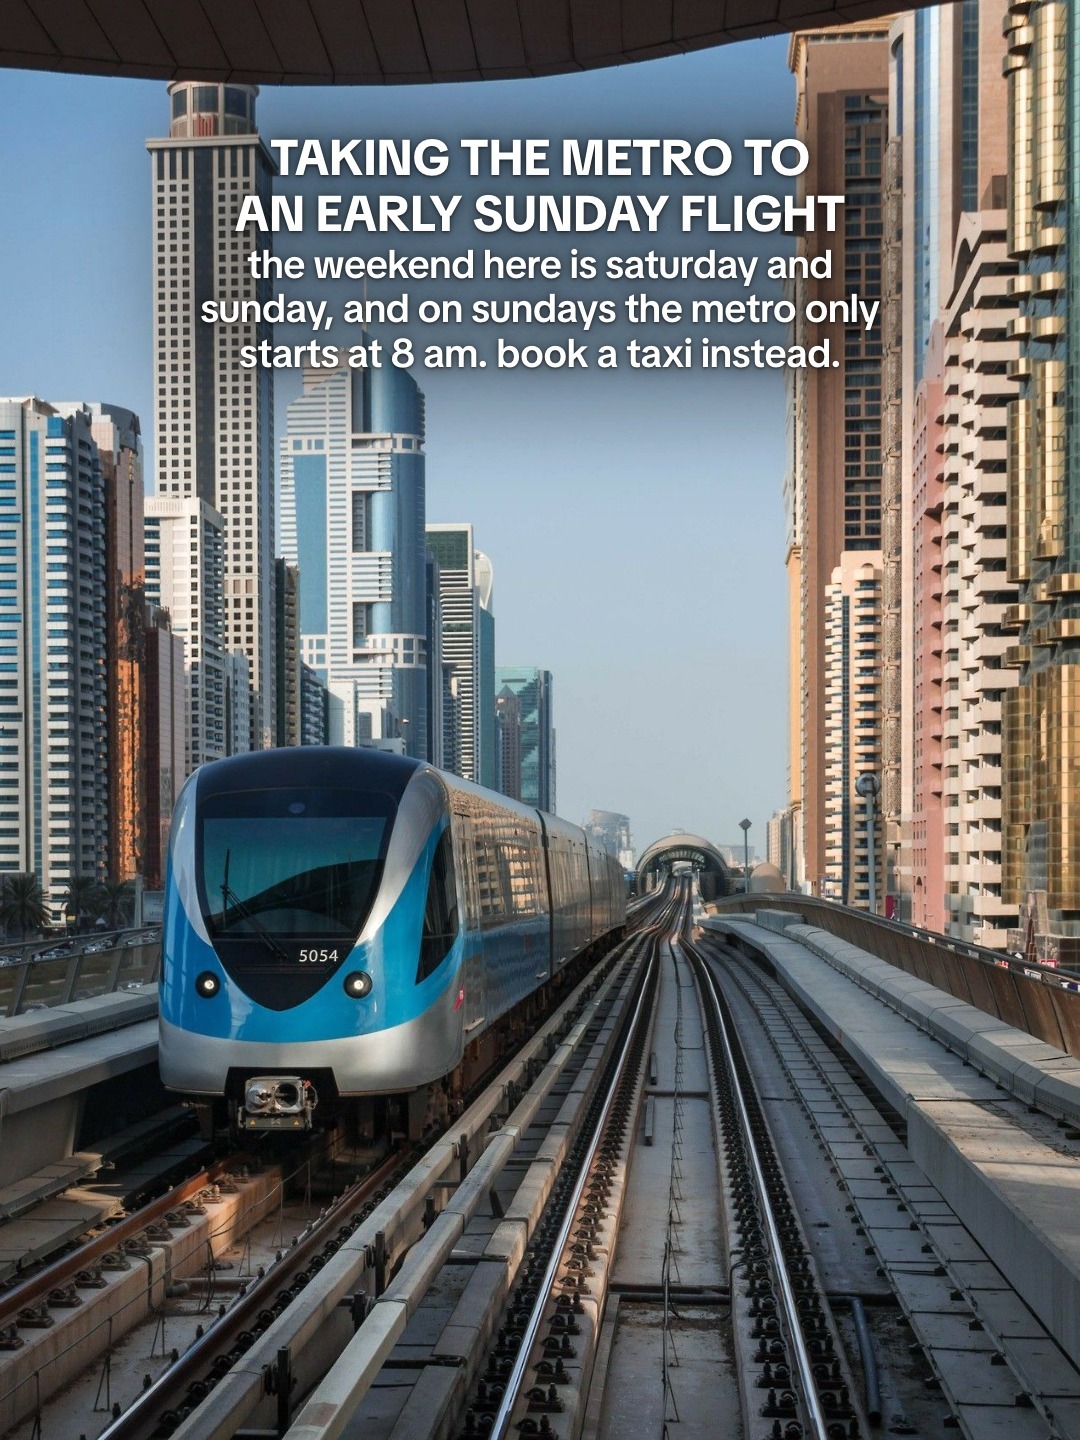 TAKING THE METRO TO
AN EARLY SUNDAY FLIGHT
the weekend here is saturday and
sunday, and on sundays the metro only
starts at 8 am. book a taxi instead.
5054